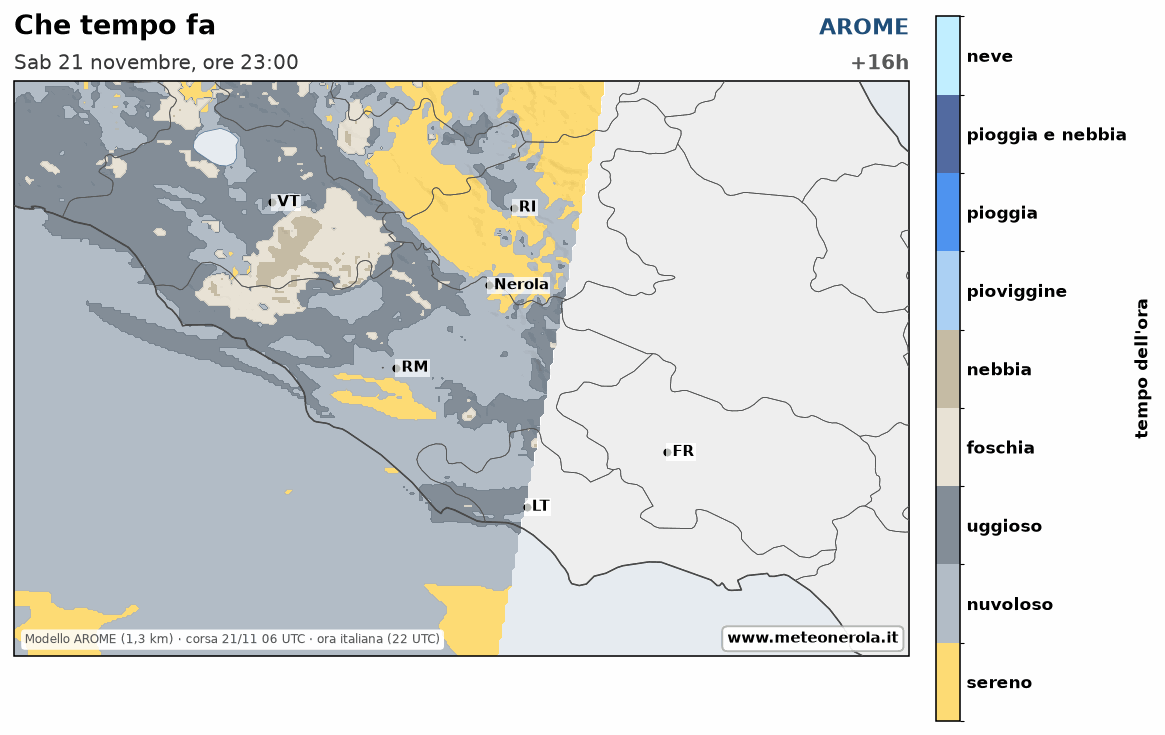 Che tempo fa
AROME
Sab 21 novembre, ore 23:00
+16h
VT
RI
Nerola
RM
FR
LT
Modello AROME (1,3 km) · corsa 21/11 06 UTC · ora italiana (22 UTC)
www.meteonerola.it
neve
pioggia e nebbia
pioggia
pioviggine
nebbia
foschia
uggioso
nuvoloso
sereno
tempo dell'ora